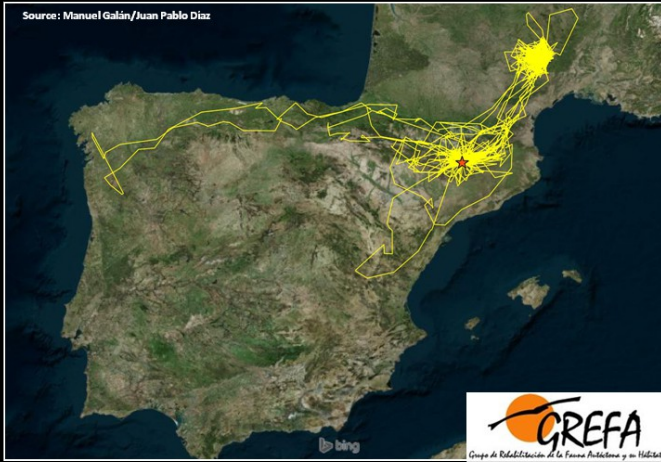 Source: Manuel Galán/Juan Pablo Díaz
bing
GREFA
Grupo de Rehabilitación de la Fauna Autóctona y su Hábitat